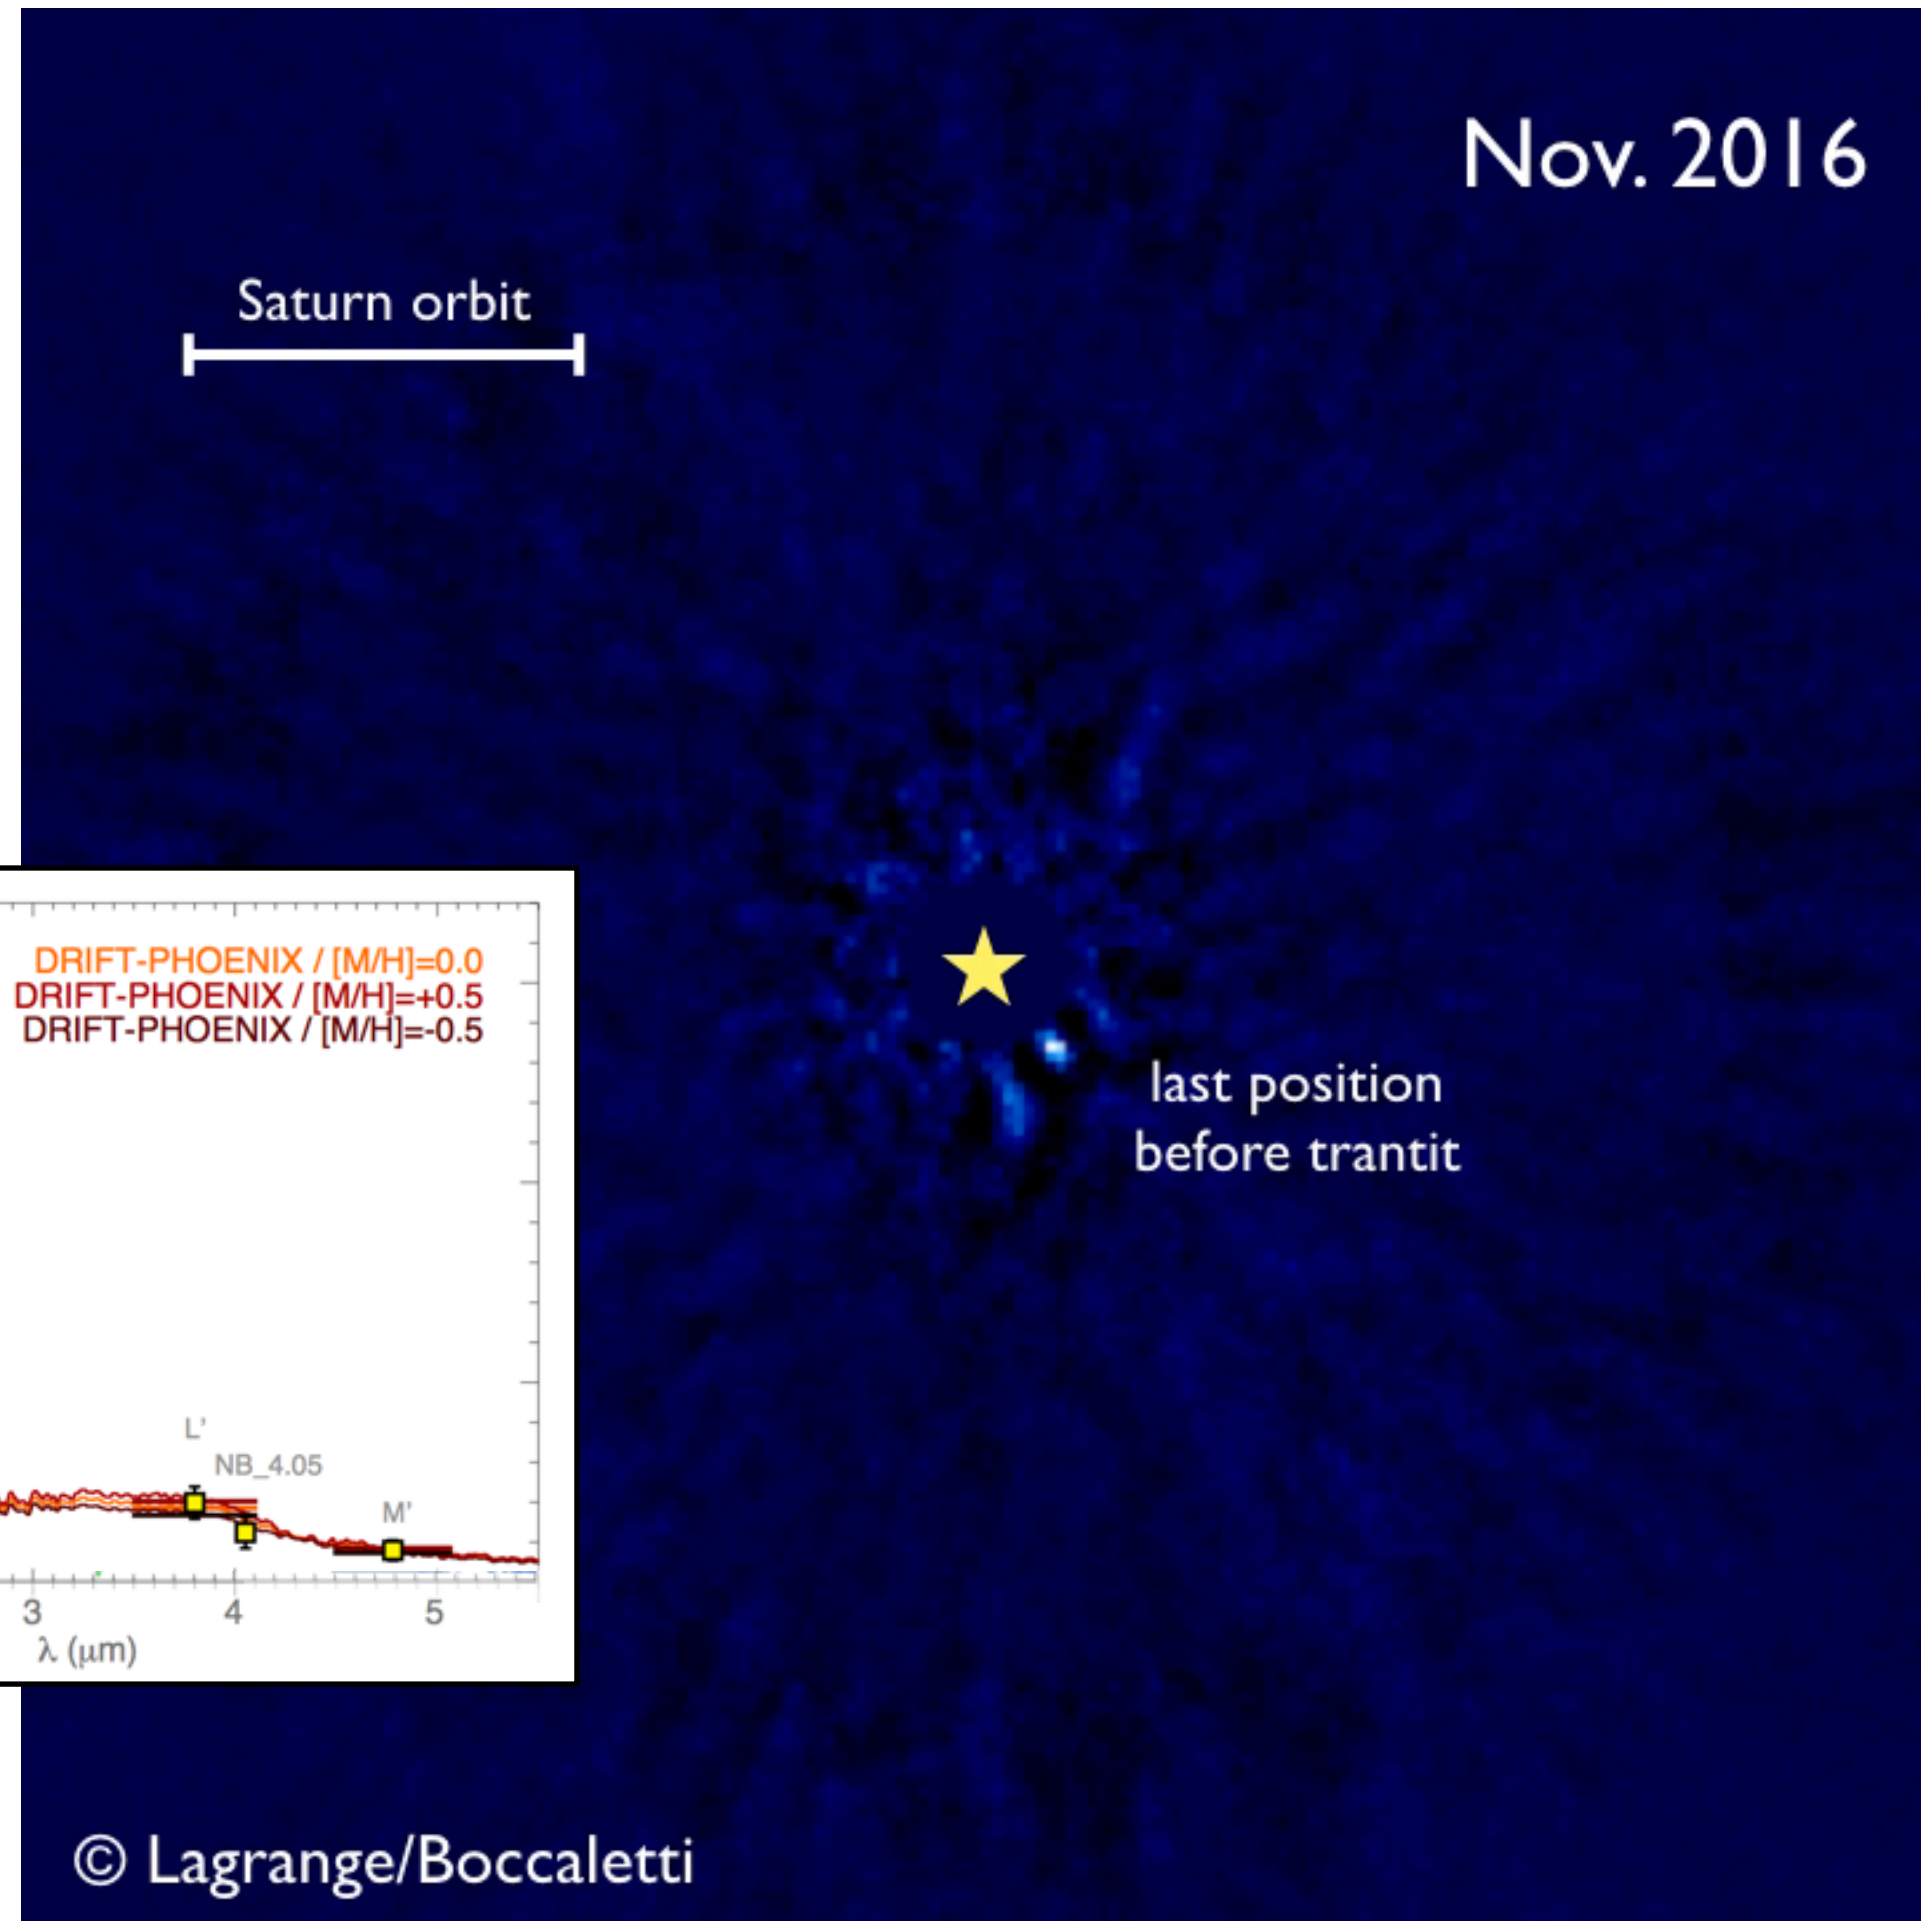 Nov. 2016
Saturn orbit
DRIFT-PHOENIX / [M/H]=0.0
DRIFT-PHOENIX / [M/H]=+0.5
DRIFT-PHOENIX / [M/H]=-0.5
last position
before trantit
L'
NB_4.05
M'
3 4 5
λ (μm)
© Lagrange/Boccaletti